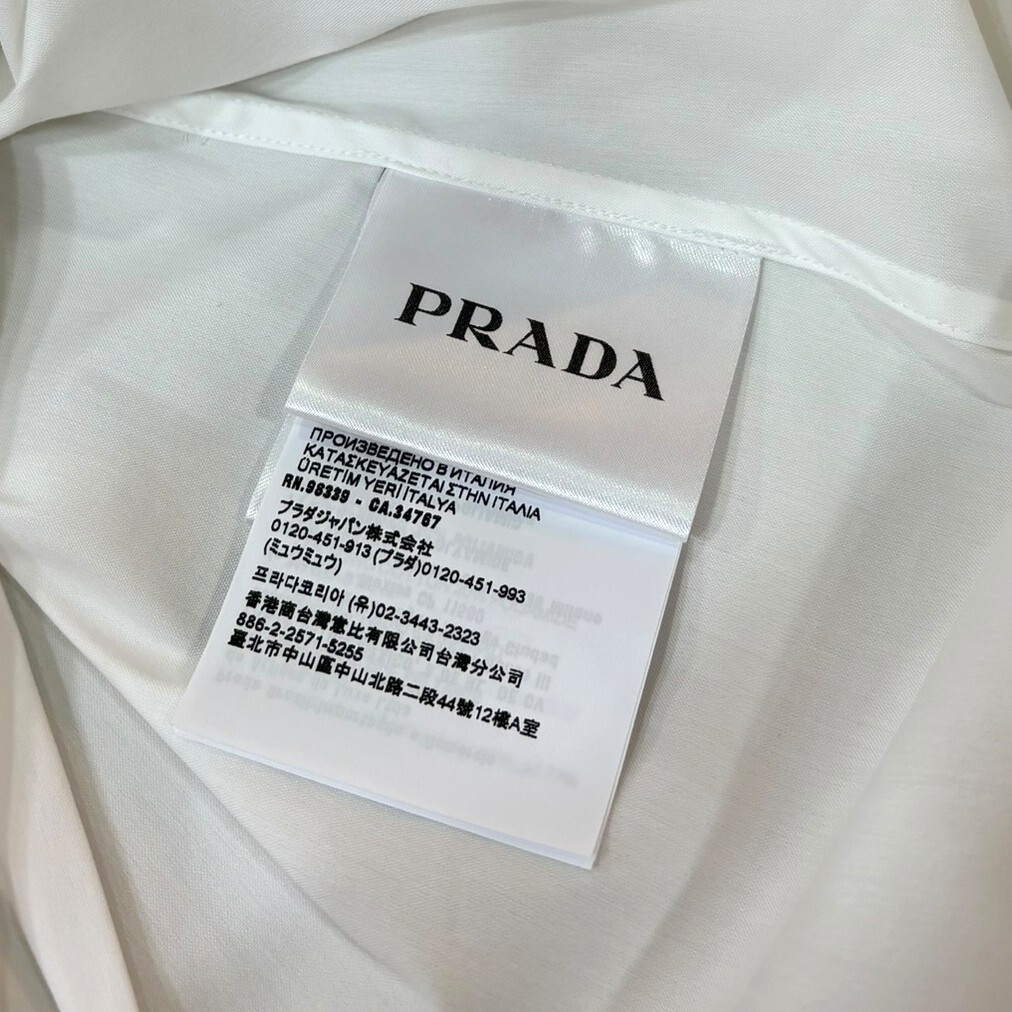 PRADA
ПРОИЗВЕДЕНО В ИТАЛИЯ
ΚΑΤΑΣΚΕΥΑΖΕΤΑΙ ΣΤΗΝ ΙΤΑΛΙΑ
ÜRETİM YERİ İTALYA
RN.96339 - CA.34767
プラダジャパン株式会社
0120-451-913 (プラダ)0120-451-993
(ミュウミュウ)
프라다코리아 (유)02-3443-2323
香港商台灣意比有限公司台灣分公司
886-2-2571-5255
臺北市中山區中山北路二段44號12樓A室